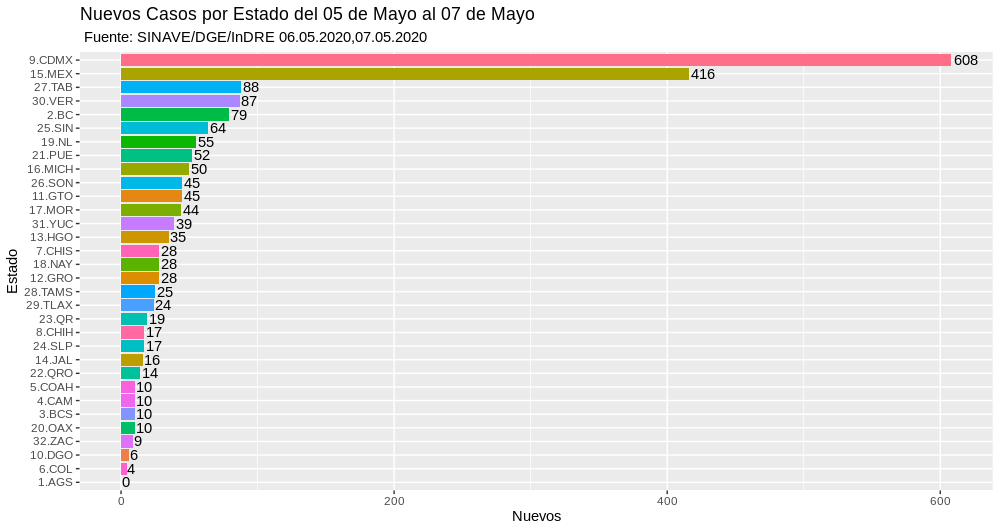 Nuevos Casos por Estado del 05 de Mayo al 07 de Mayo
Fuente: SINAVE/DGE/InDRE 06.05.2020,07.05.2020
9.CDMX 608
15.MEX 416
27.TAB 88
30.VER 87
2.BC 79
25.SIN 64
19.NL 55
21.PUE 52
16.MICH 50
26.SON 45
11.GTO 45
17.MOR 44
31.YUC 39
13.HGO 35
7.CHIS 28
18.NAY 28
12.GRO 28
28.TAMS 25
29.TLAX 24
23.QR 19
8.CHIH 17
24.SLP 17
14.JAL 16
22.QRO 14
5.COAH 10
4.CAM 10
3.BCS 10
20.OAX 10
32.ZAC 9
10.DGO 6
6.COL 4
1.AGS 0
Estado
0 200 400 600
Nuevos